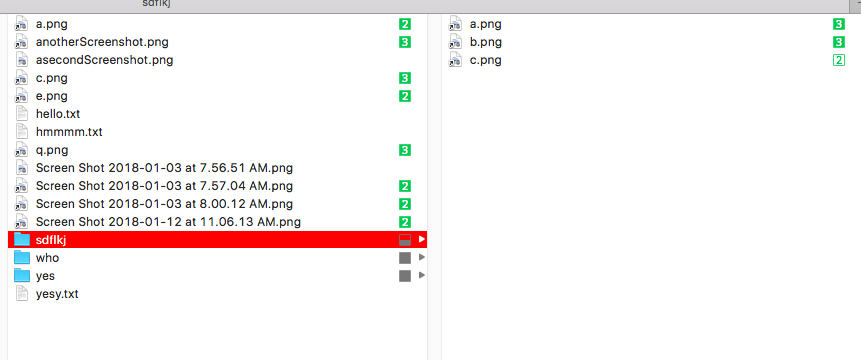 sdflkj
a.png 2
anotherScreenshot.png 3
asecondScreenshot.png
c.png 3
e.png 2
hello.txt
hmmmm.txt
q.png 3
Screen Shot 2018-01-03 at 7.56.51 AM.png
Screen Shot 2018-01-03 at 7.57.04 AM.png 2
Screen Shot 2018-01-03 at 8.00.12 AM.png 2
Screen Shot 2018-01-12 at 11.06.13 AM.png 2
sdflkj
who
yes
yesy.txt
a.png 3
b.png 3
c.png 2